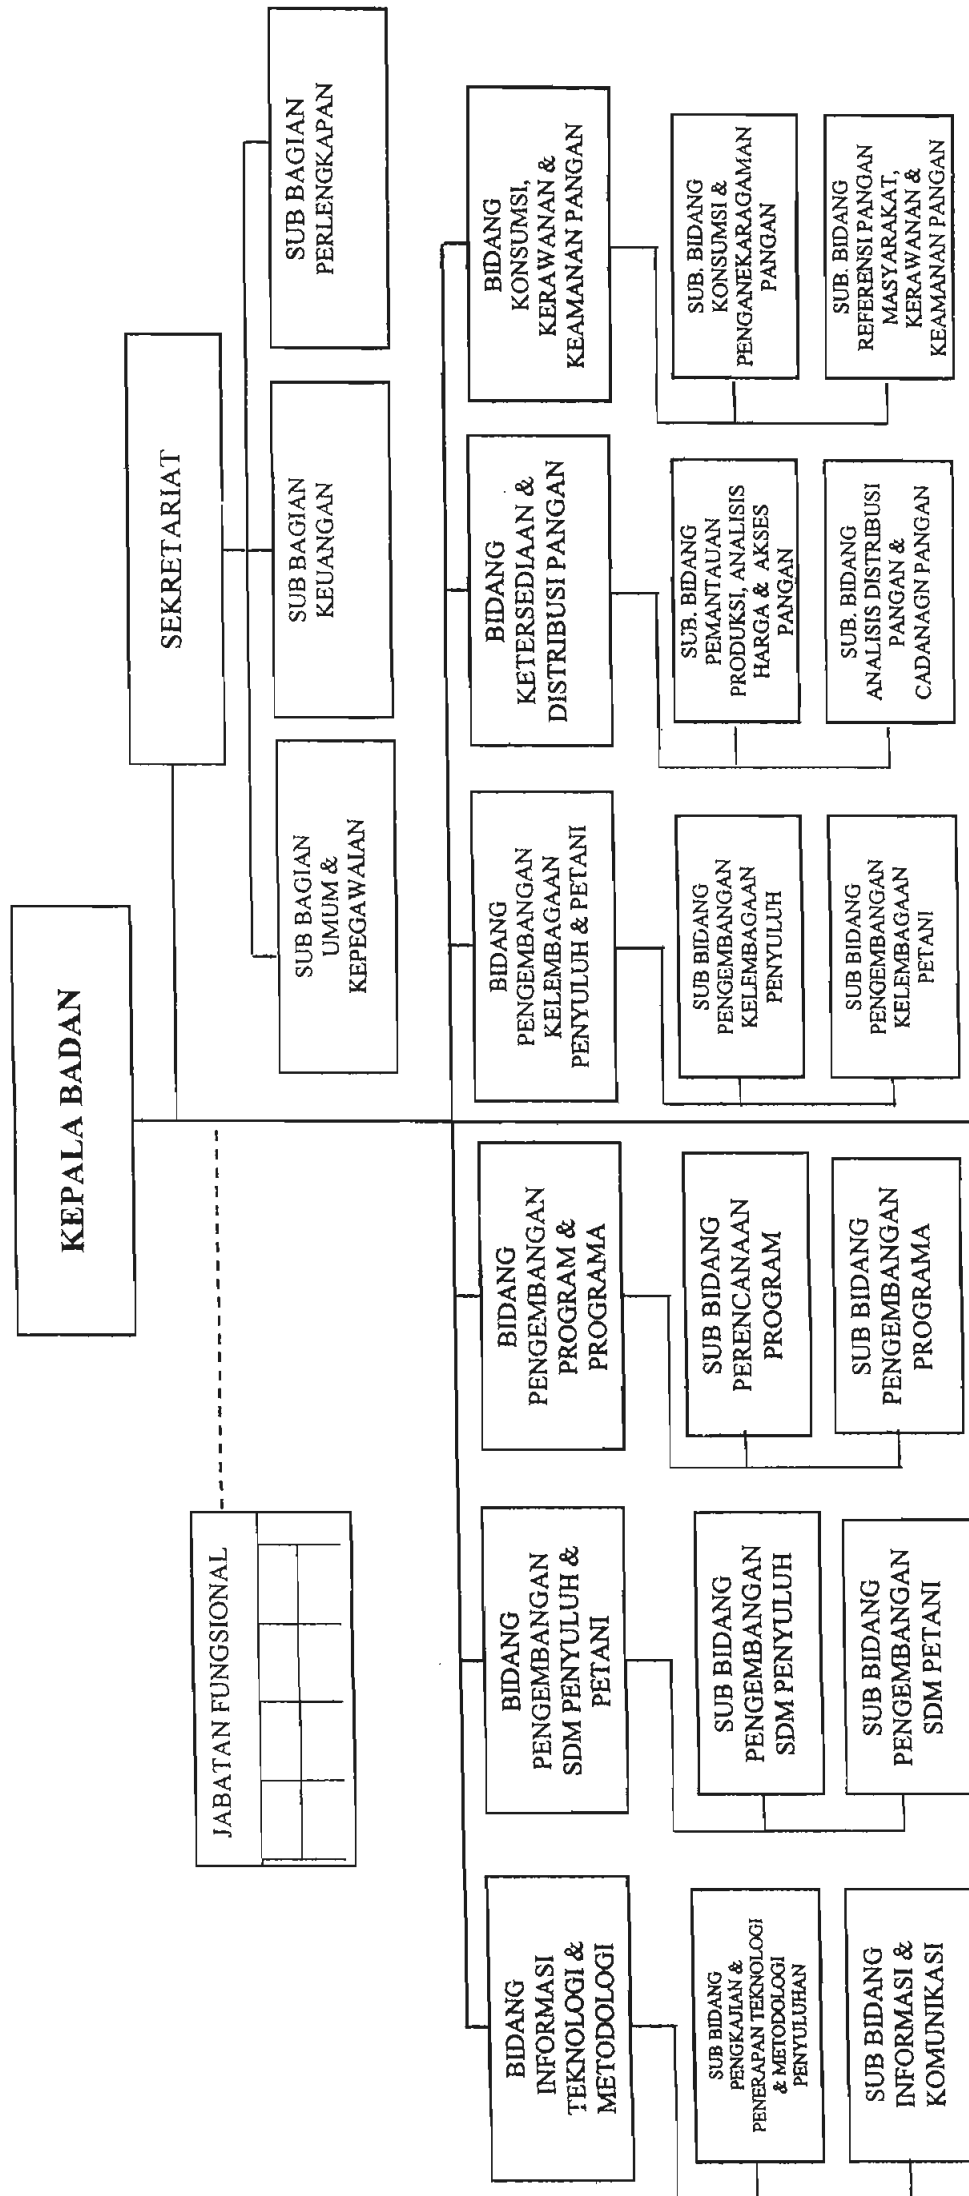 KEPALA BADAN
SEKRETARIAT
JABATAN FUNGSIONAL
SUB BAGIAN
UMUM &
KEPEGAWAIAN
SUB BAGIAN
KEUANGAN
SUB BAGIAN
PERLENGKAPAN
BIDANG
INFORMASI
TEKNOLOGI &
METODOLOGI
BIDANG
PENGEMBANGAN
SDM PENYULUH &
PETANI
BIDANG
PENGEMBANGAN
PROGRAM &
PROGRAMA
BIDANG
PENGEMBANGAN
KELEMBAGAAN
PENYULUH & PETANI
BIDANG
KETERSEDIAAN &
DISTRIBUSI PANGAN
BIDANG
KONSUMSI,
KERAWANAN &
KEAMANAN PANGAN
SUB BIDANG
PENGKAJIAN &
PENERAPAN TEKNOLOGI
& METODOLOGI
PENYULUHAN
SUB BIDANG
PENGEMBANGAN
SDM PENYULUH
SUB BIDANG
PERENCANAAN
PROGRAM
SUB BIDANG
PENGEMBANGAN
KELEMBAGAAN
PENYULUH
SUB. BIDANG
PEMANTAUAN
PRODUKSI, ANALISIS
HARGA & AKSES
PANGAN
SUB. BIDANG
KONSUMSI &
PENGANEKARAGAMAN
PANGAN
SUB BIDANG
INFORMASI &
KOMUNIKASI
SUB BIDANG
PENGEMBANGAN
SDM PETANI
SUB BIDANG
PENGEMBANGAN
PROGRAMA
SUB BIDANG
PENGEMBANGAN
KELEMBAGAAN
PETANI
SUB. BIDANG
ANALISIS DISTRIBUSI
PANGAN &
CADANAGN PANGAN
SUB. BIDANG
REFERENSI PANGAN
MASYARAKAT,
KERAWANAN &
KEAMANAN PANGAN